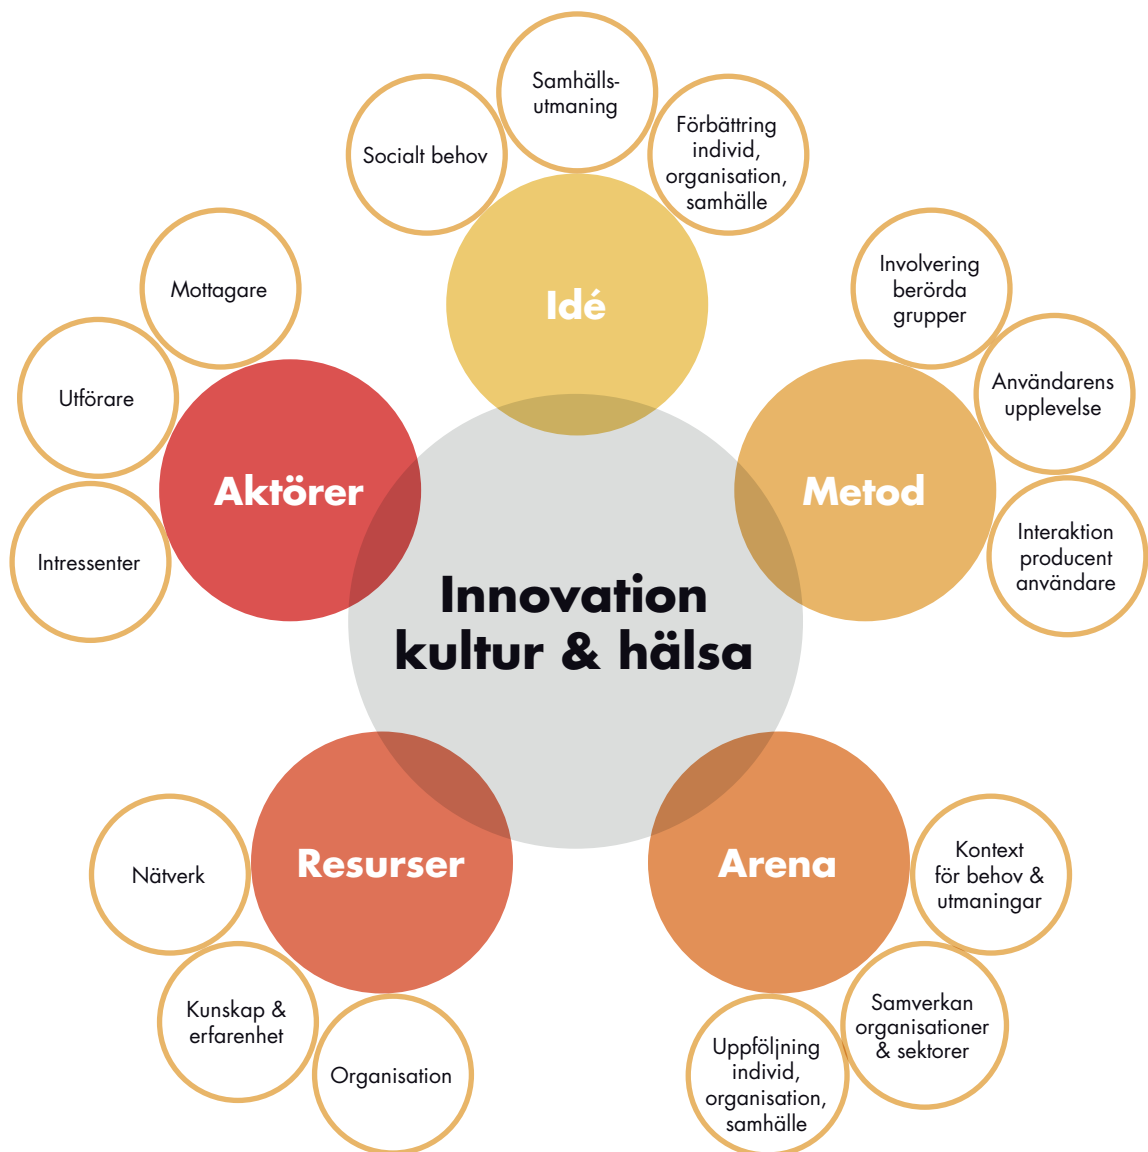 Samhälls-
utmaning
Socialt behov
Förbättring
individ,
organisation,
samhälle
Idé
Involvering
berörda
grupper
Användarens
upplevelse
Interaktion
producent
användare
Metod
Mottagare
Utförare
Intressenter
Aktörer
Innovation
kultur & hälsa
Resurser
Nätverk
Kunskap &
erfarenhet
Organisation
Arena
Kontext
för behov &
utmaningar
Samverkan
organisationer
& sektorer
Uppföljning
individ,
organisation,
samhälle